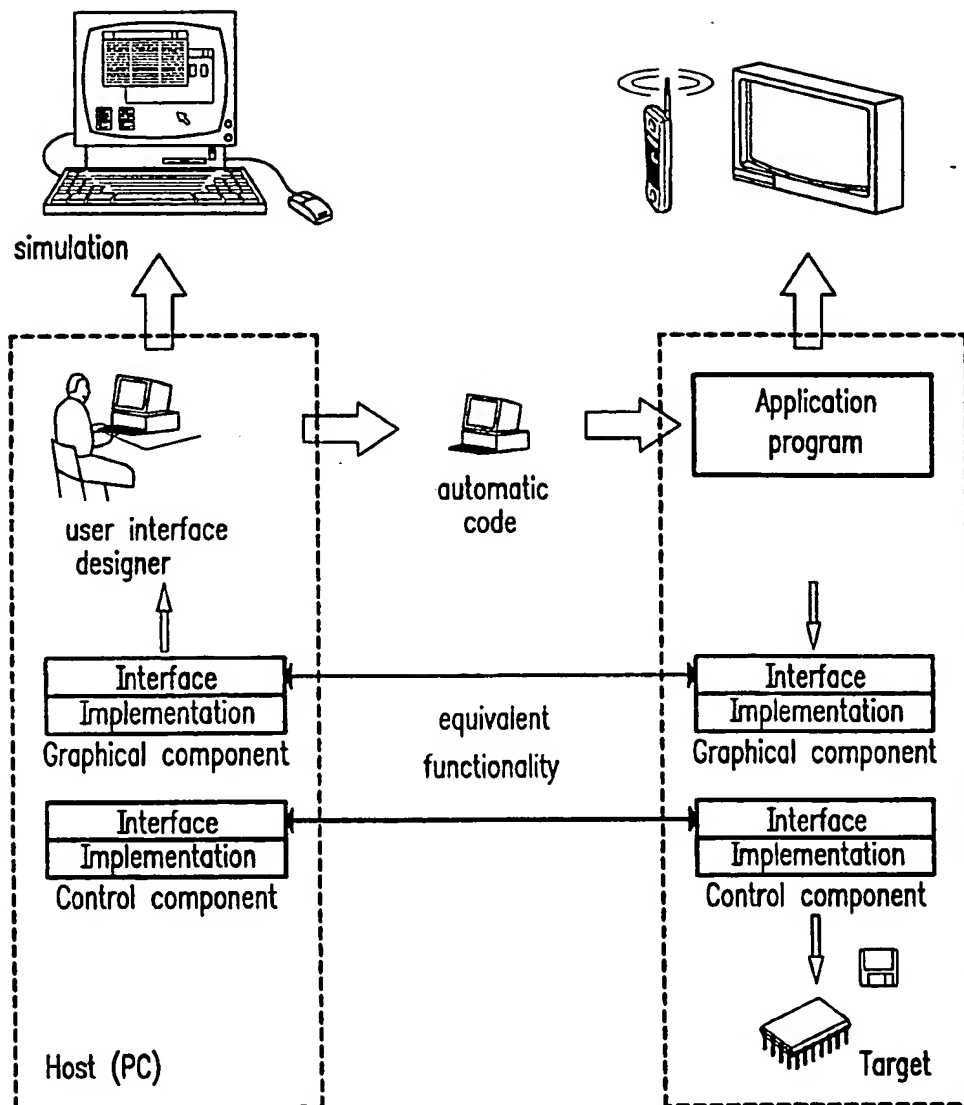 simulation
user interface
designer
automatic
code
Application
program
Interface
Implementation
Graphical component
equivalent
functionality
Interface
Implementation
Graphical component
Interface
Implementation
Control component
Interface
Implementation
Control component
Host (PC)
Target